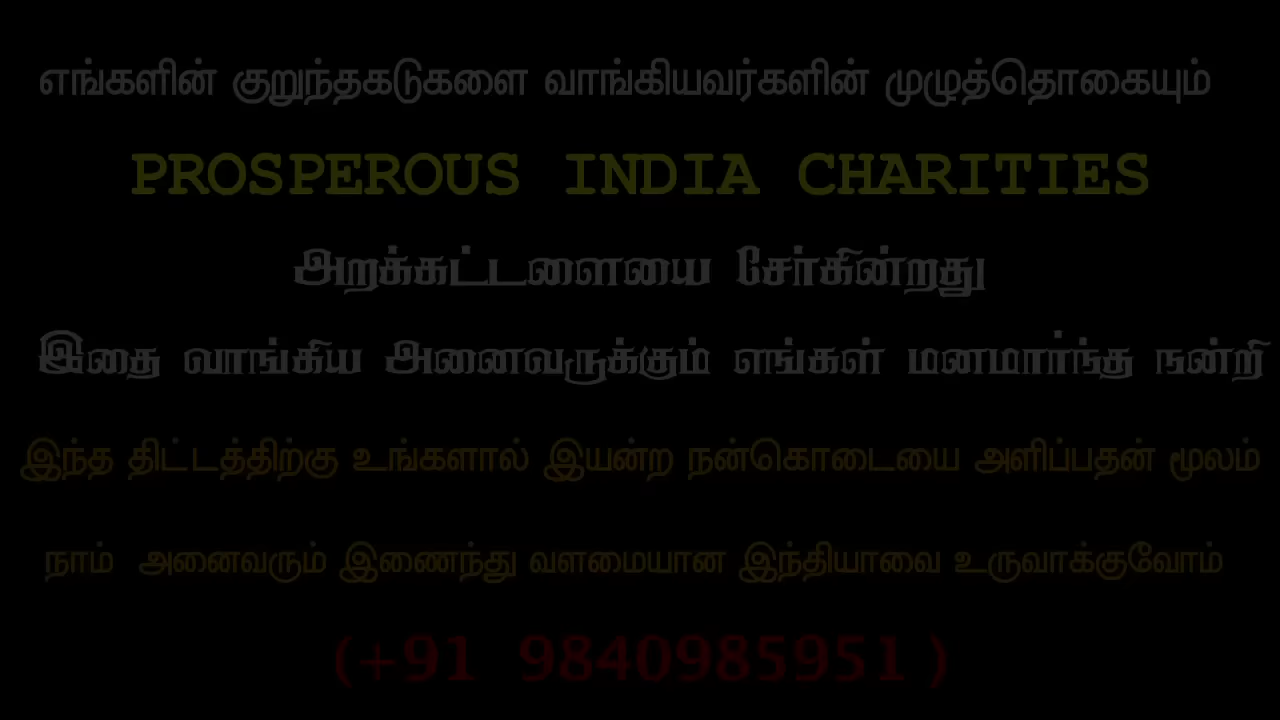 எங்களின் குறுந்தகடுகளை வாங்கியவர்களின் முழுத்தொகையும்
PROSPEROUS INDIA CHARITIES
அறக்கட்டளையை சேர்கின்றது
இதை வாங்கிய அனைவருக்கும் எங்கள் மனமார்ந்த நன்றி
இந்த திட்டத்திற்கு உங்களால் இயன்ற நன்கொடையை அளிப்பதன் மூலம்
நாம் அனைவரும் இணைந்து வளமையான இந்தியாவை உருவாக்குவோம்
(+91 9840985951)